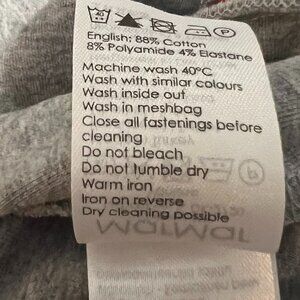 English: 88% Cotton
8% Polyamide 4% Elastane
Machine wash 40°C
Wash with similar colours
Wash inside out
Wash in meshbag
Close all fastenings before
cleaning
Do not bleach
Do not tumble dry
Warm iron
Iron on reverse
Dry cleaning possible
MarMar